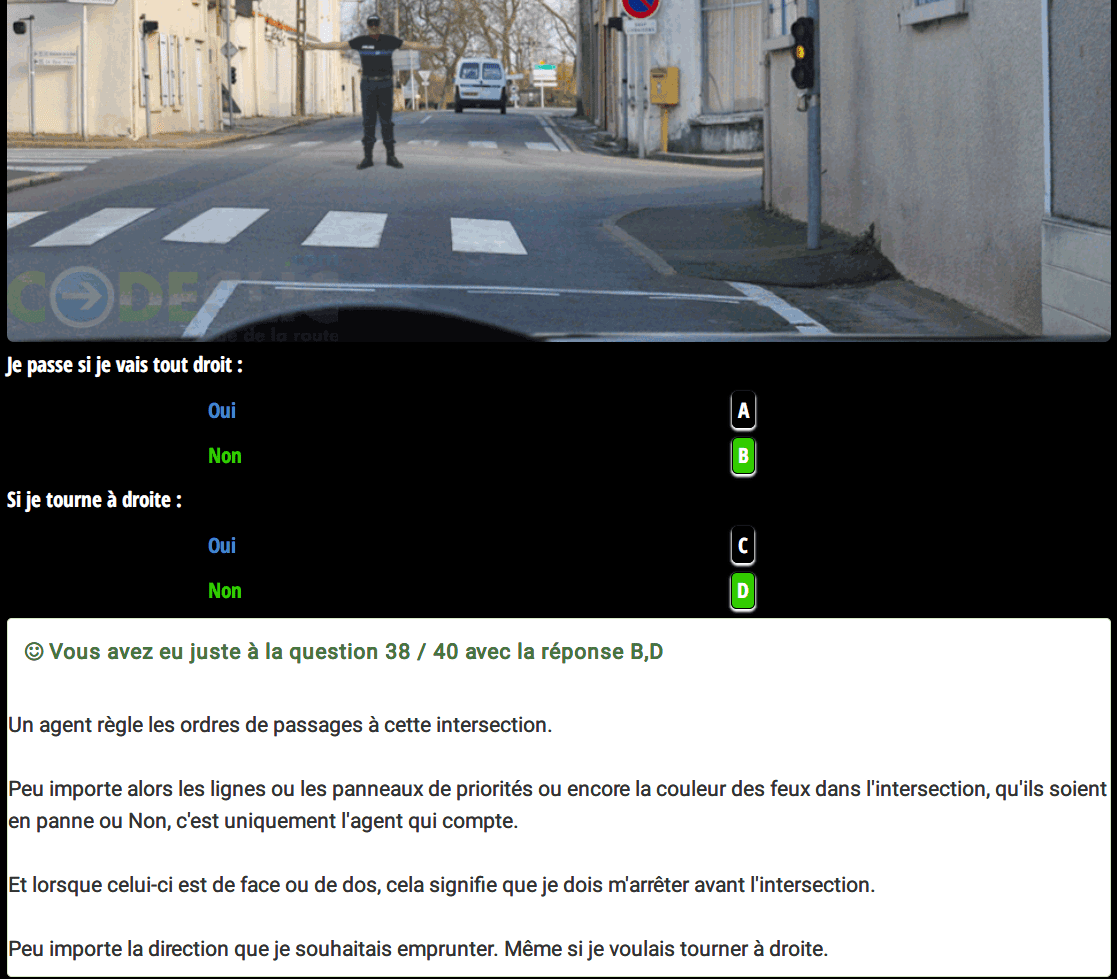 CODECLIC
de la route
Je passe si je vais tout droit :
Oui
A
Non
B
Si je tourne à droite :
Oui
C
Non
D
Vous avez eu juste à la question 38 / 40 avec la réponse B,D
Un agent règle les ordres de passages à cette intersection.
Peu importe alors les lignes ou les panneaux de priorités ou encore la couleur des feux dans l'intersection, qu'ils soient
en panne ou Non, c'est uniquement l'agent qui compte.
Et lorsque celui-ci est de face ou de dos, cela signifie que je dois m'arrêter avant l'intersection.
Peu importe la direction que je souhaitais emprunter. Même si je voulais tourner à droite.